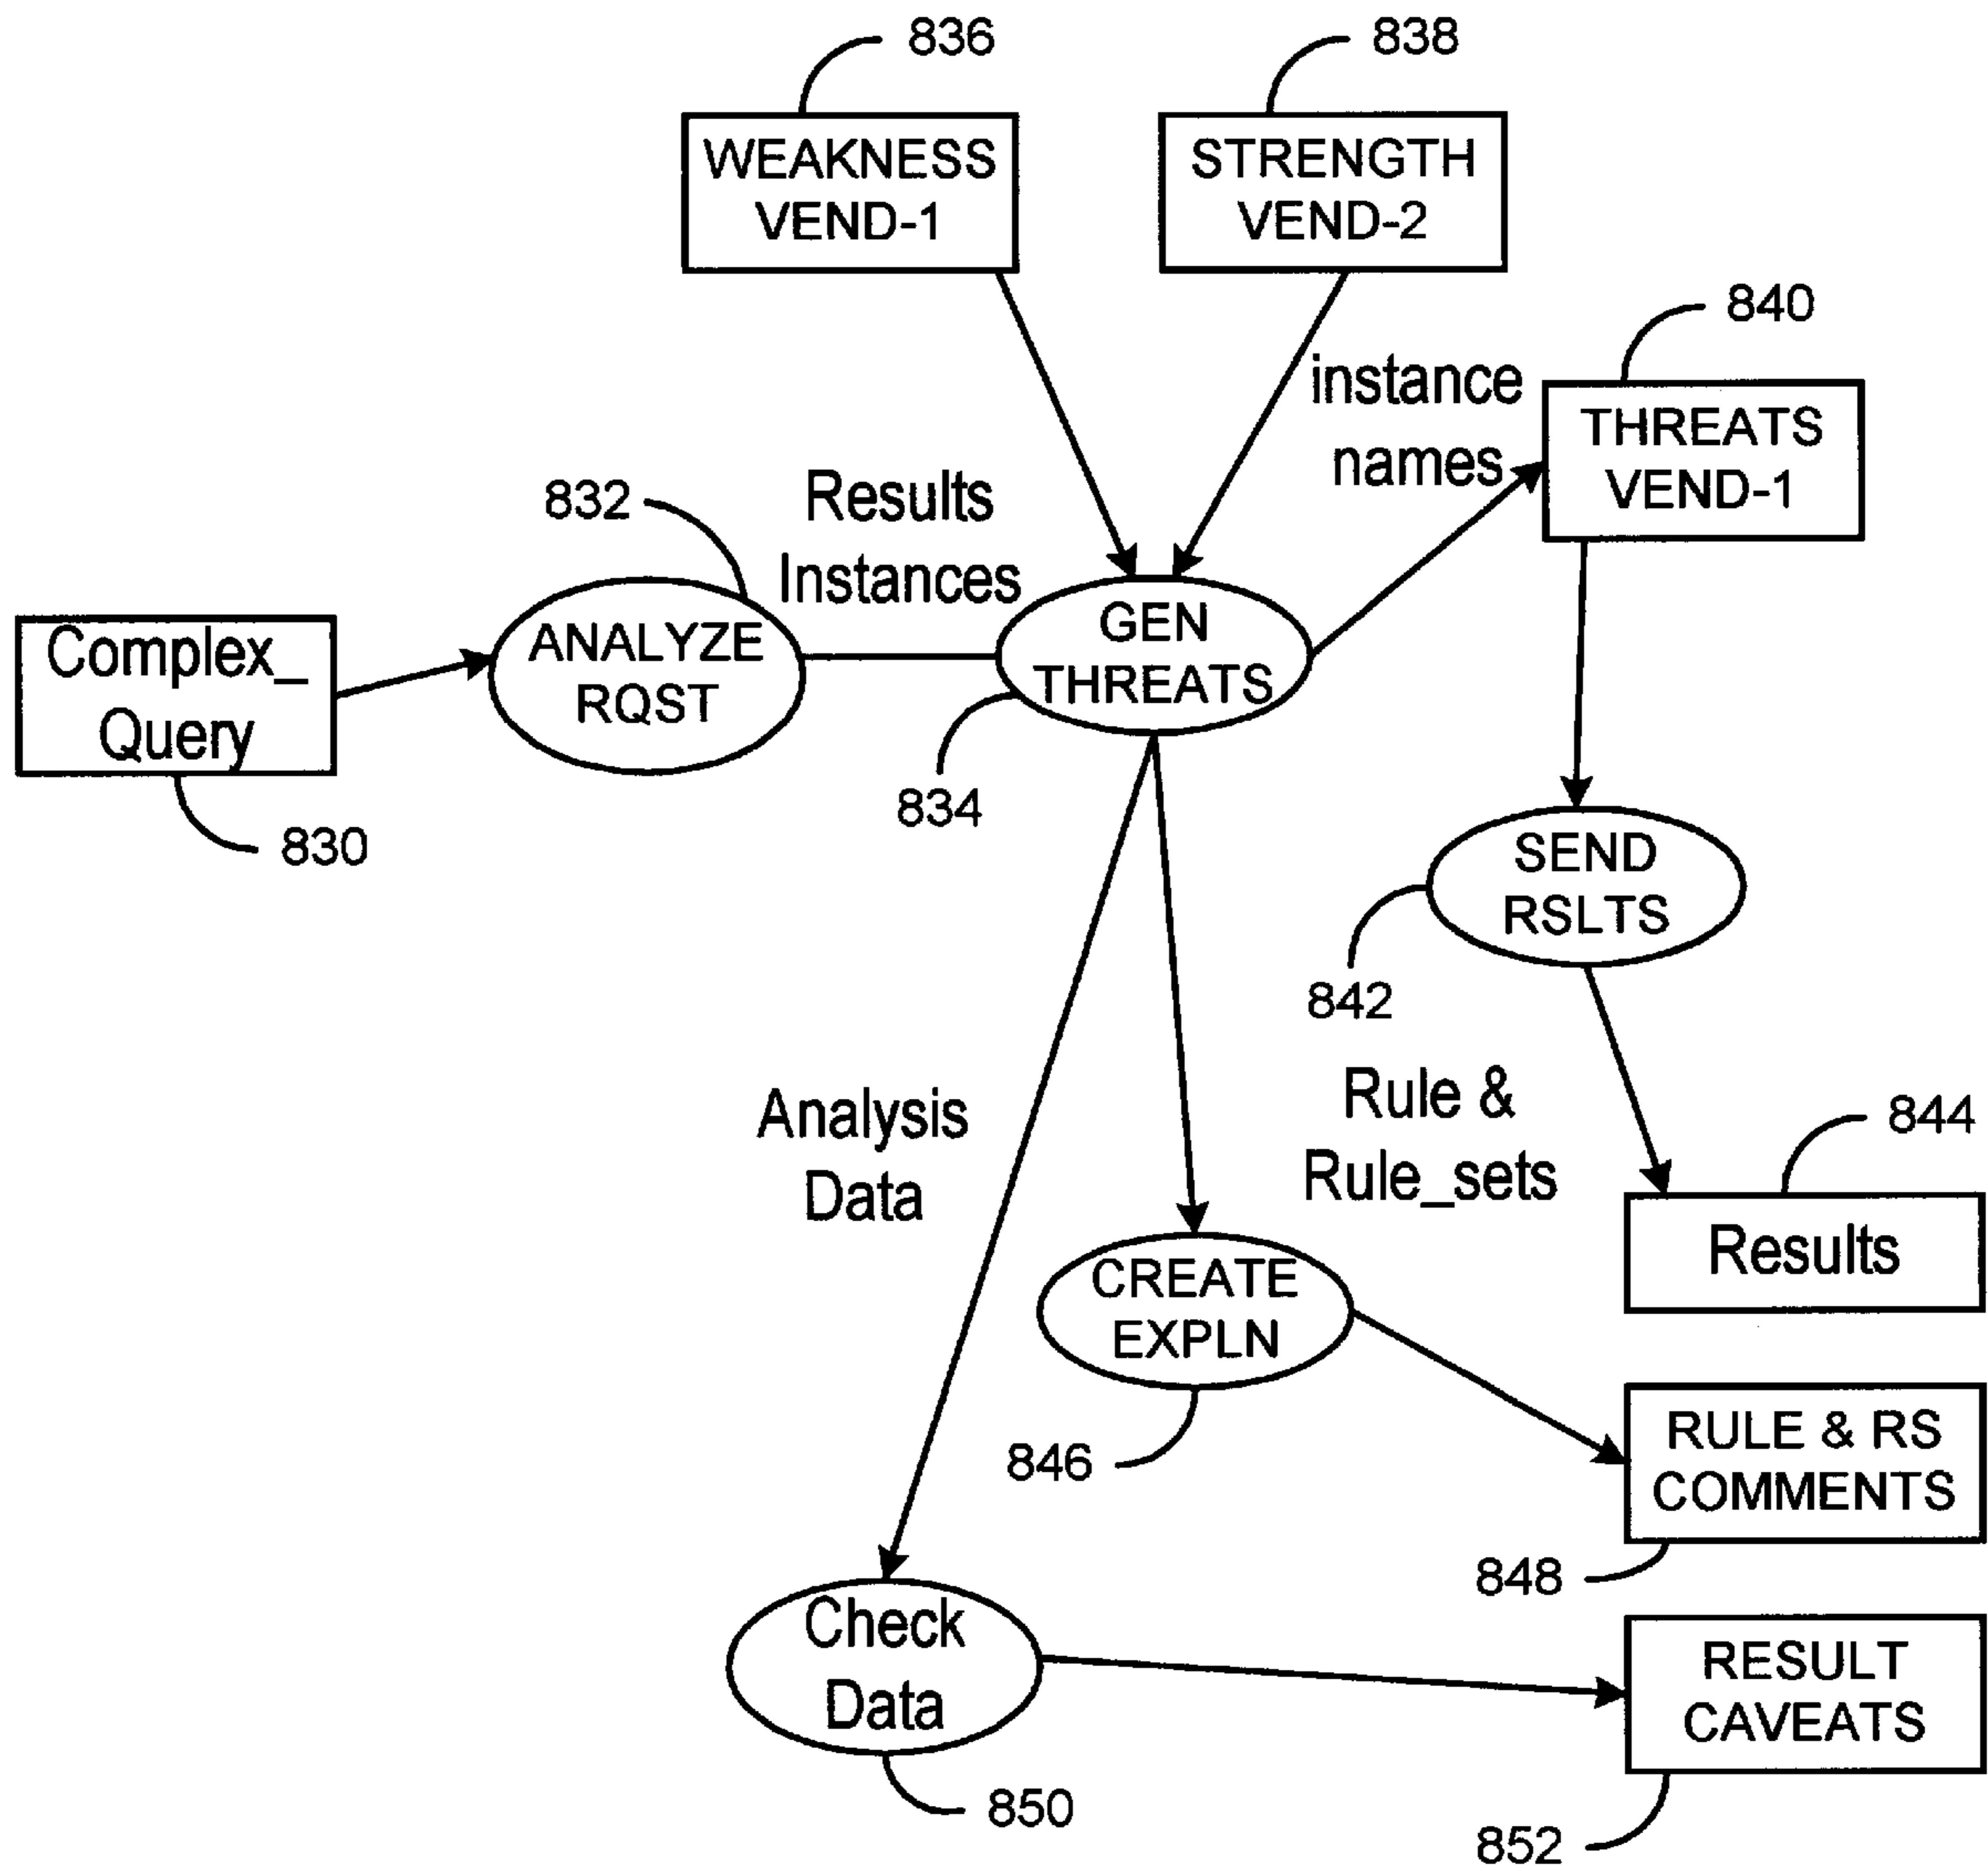 836
838
WEAKNESS
VEND-1
STRENGTH
VEND-2
840
instance
names
THREATS
VEND-1
832
Results
Instances
Complex_
Query
ANALYZE
RQST
GEN
THREATS
834
830
SEND
RSLTS
842
Analysis
Data
Rule &
Rule_sets
844
Results
CREATE
EXPLN
846
RULE & RS
COMMENTS
848
Check
Data
RESULT
CAVEATS
850
852